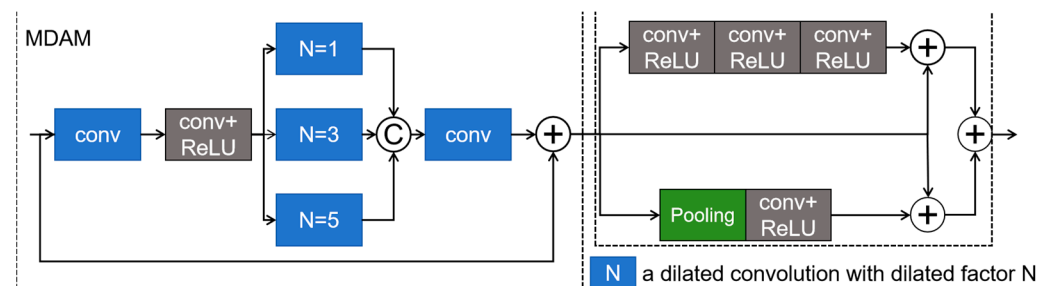 MDAM
conv
conv+
ReLU
N=1
N=3
N=5
C
conv
+
conv+
ReLU
conv+
ReLU
conv+
ReLU
+
+
Pooling
conv+
ReLU
+
N a dilated convolution with dilated factor N